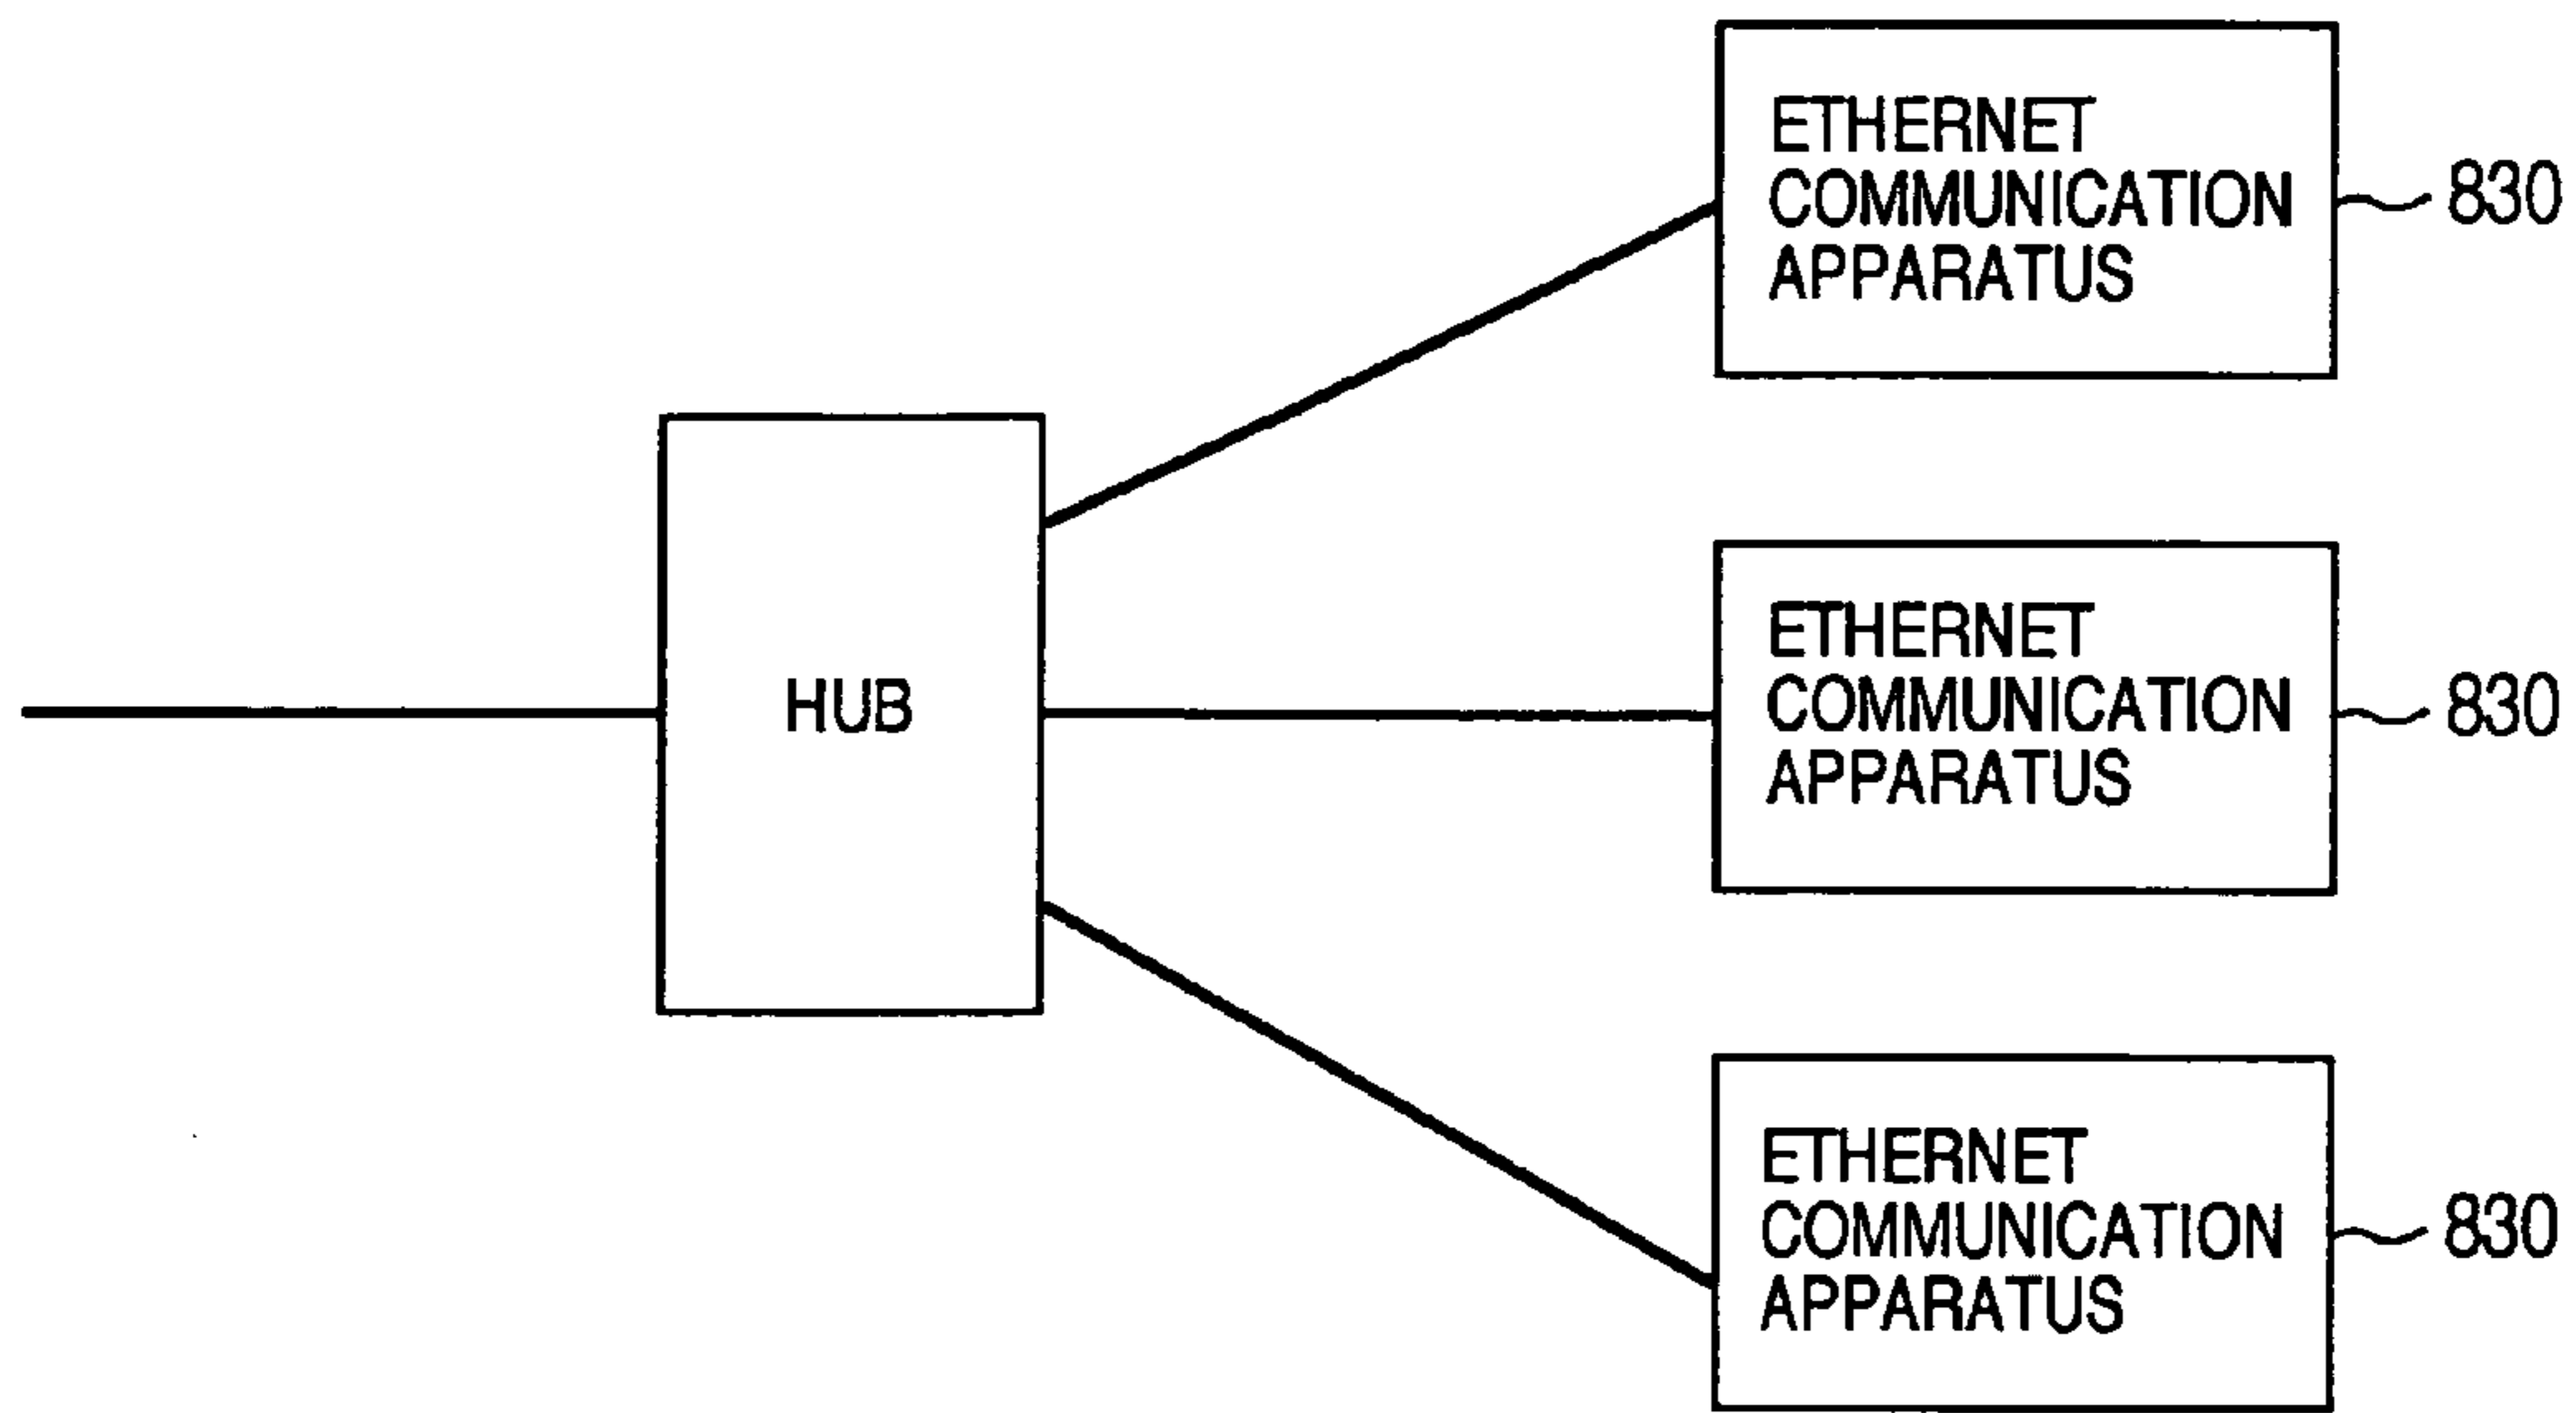 ETHERNET
COMMUNICATION
APPARATUS
830
HUB
ETHERNET
COMMUNICATION
APPARATUS
830
ETHERNET
COMMUNICATION
APPARATUS
830